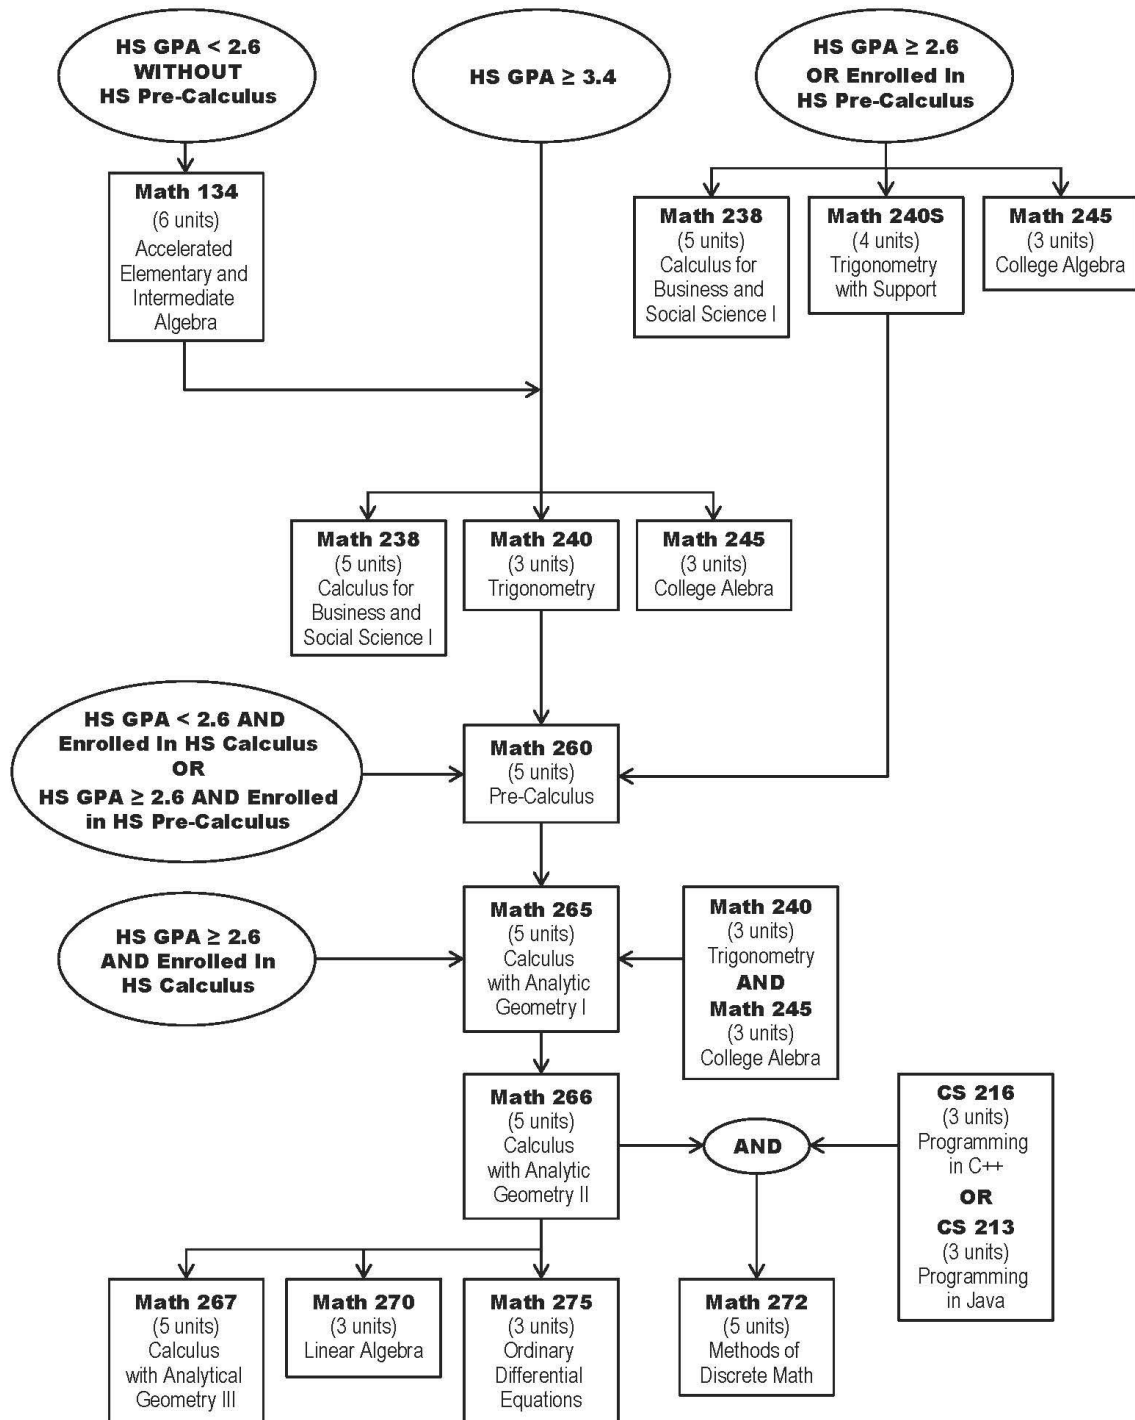 HS GPA < 2.6
WITHOUT
HS Pre-Calculus
HS GPA ≥ 3.4
HS GPA ≥ 2.6
OR Enrolled In
HS Pre-Calculus
Math 134
(6 units)
Accelerated
Elementary and
Intermediate
Algebra
Math 238
(5 units)
Calculus for
Business and
Social Science I
Math 240S
(4 units)
Trigonometry
with Support
Math 245
(3 units)
College Algebra
Math 238
(5 units)
Calculus for
Business and
Social Science I
Math 240
(3 units)
Trigonometry
Math 245
(3 units)
College Alebra
HS GPA < 2.6 AND
Enrolled In HS Calculus
OR
HS GPA ≥ 2.6 AND Enrolled
in HS Pre-Calculus
Math 260
(5 units)
Pre-Calculus
HS GPA ≥ 2.6
AND Enrolled In
HS Calculus
Math 265
(5 units)
Calculus
with Analytic
Geometry I
Math 240
(3 units)
Trigonometry
AND
Math 245
(3 units)
College Alebra
Math 266
(5 units)
Calculus
with Analytic
Geometry II
AND
CS 216
(3 units)
Programming
in C++
OR
CS 213
(3 units)
Programming
in Java
Math 267
(5 units)
Calculus
with Analytical
Geometry III
Math 270
(3 units)
Linear Algebra
Math 275
(3 units)
Ordinary
Differential
Equations
Math 272
(5 units)
Methods of
Discrete Math